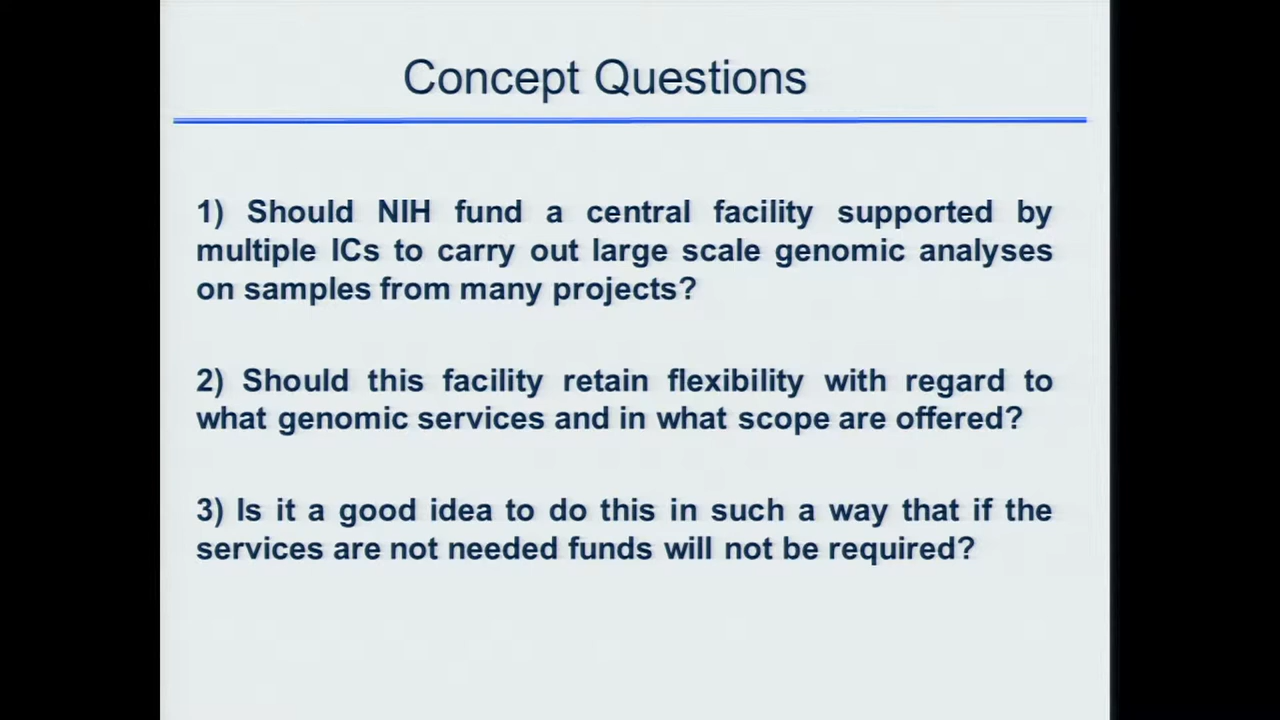 Concept Questions
1) Should NIH fund a central facility supported by
multiple ICs to carry out large scale genomic analyses
on samples from many projects?
2) Should this facility retain flexibility with regard to
what genomic services and in what scope are offered?
3) Is it a good idea to do this in such a way that if the
services are not needed funds will not be required?